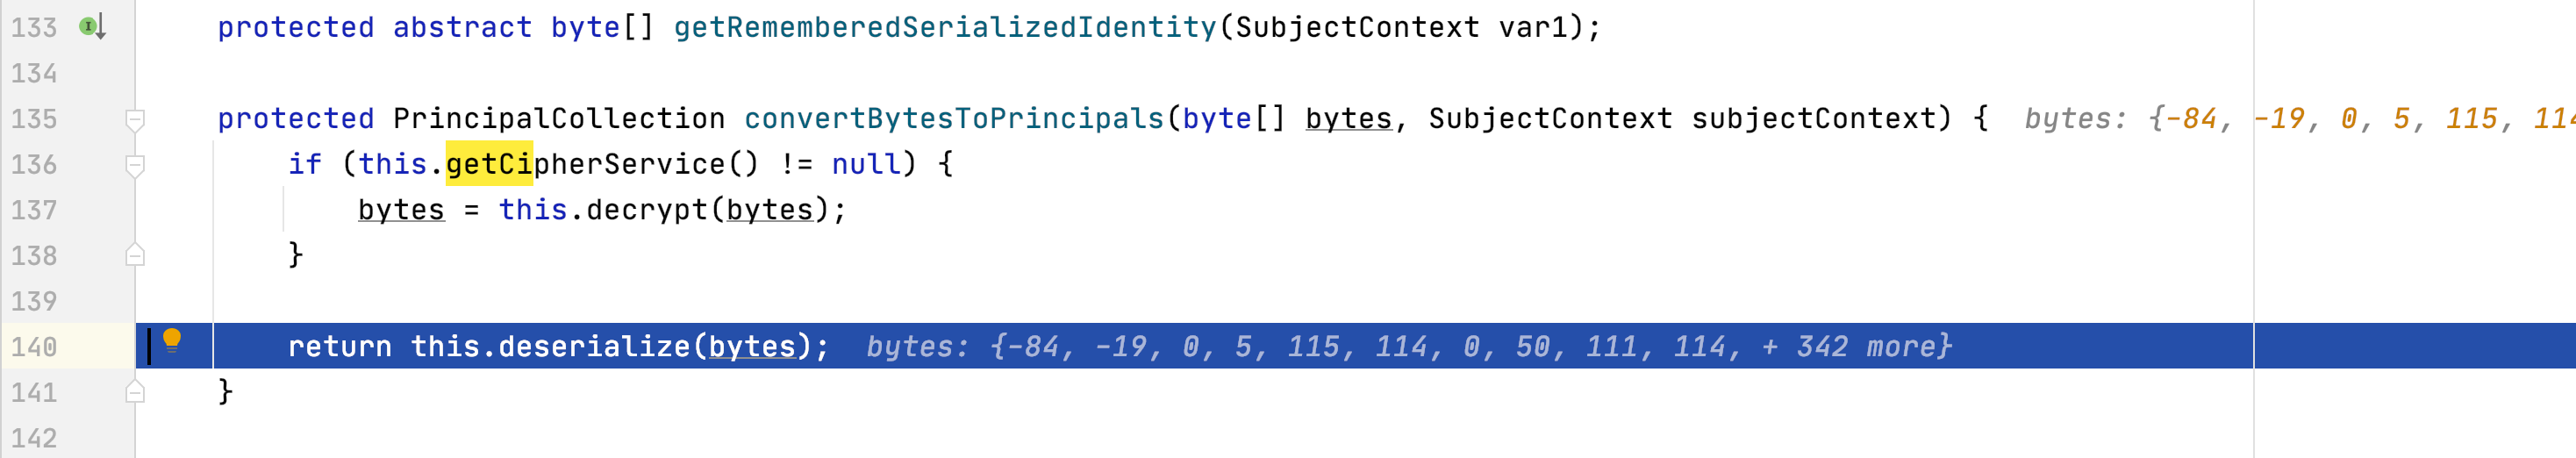 133 protected abstract byte[] getRememberedSerializedIdentity(SubjectContext var1);
134
135 protected PrincipalCollection convertBytesToPrincipals(byte[] bytes, SubjectContext subjectContext) { bytes: {-84, -19, 0, 5, 115, 114
136 if (this.getCipherService() != null) {
137 bytes = this.decrypt(bytes);
138 }
139
140 return this.deserialize(bytes); bytes: {-84, -19, 0, 5, 115, 114, 0, 50, 111, 114, + 342 more}
141 }
142